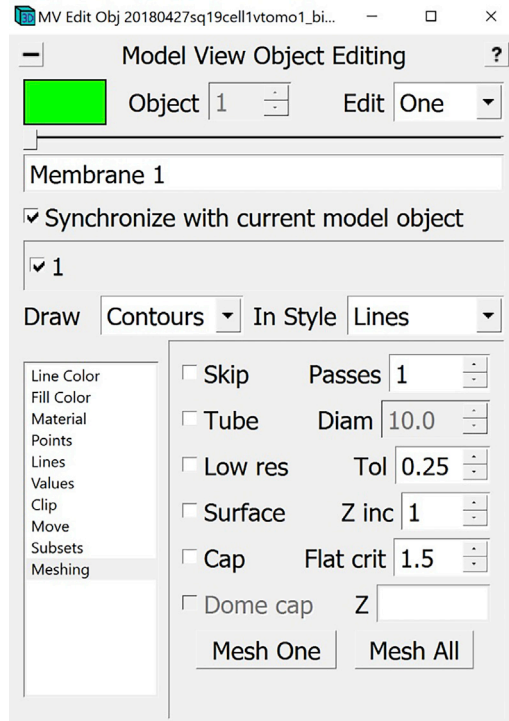 3D MV Edit Obj 20180427sq19cell1vtomo1_bi...
Model View Object Editing ?
Object 1 Edit One
Membrane 1
Synchronize with current model object
1
Draw Contours In Style Lines
Line Color
Fill Color
Material
Points
Lines
Values
Clip
Move
Subsets
Meshing
Skip Passes 1
Tube Diam 10.0
Low res Tol 0.25
Surface Z inc 1
Cap Flat crit 1.5
Dome cap Z
Mesh One Mesh All